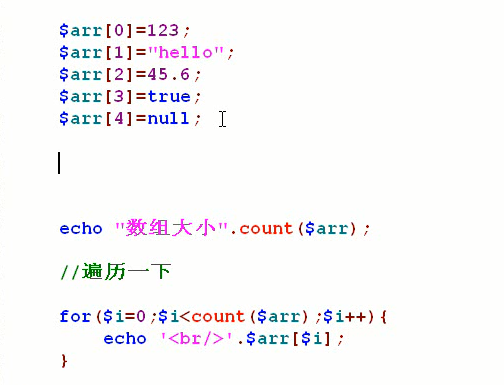 $arr[0]=123;
$arr[1]="hello";
$arr[2]=45.6;
$arr[3]=true;
$arr[4]=null;
echo "数组大小".count($arr);
//遍历一下
for($i=0;$i<count($arr);$i++){
    echo '<br/>'.$arr[$i];
}